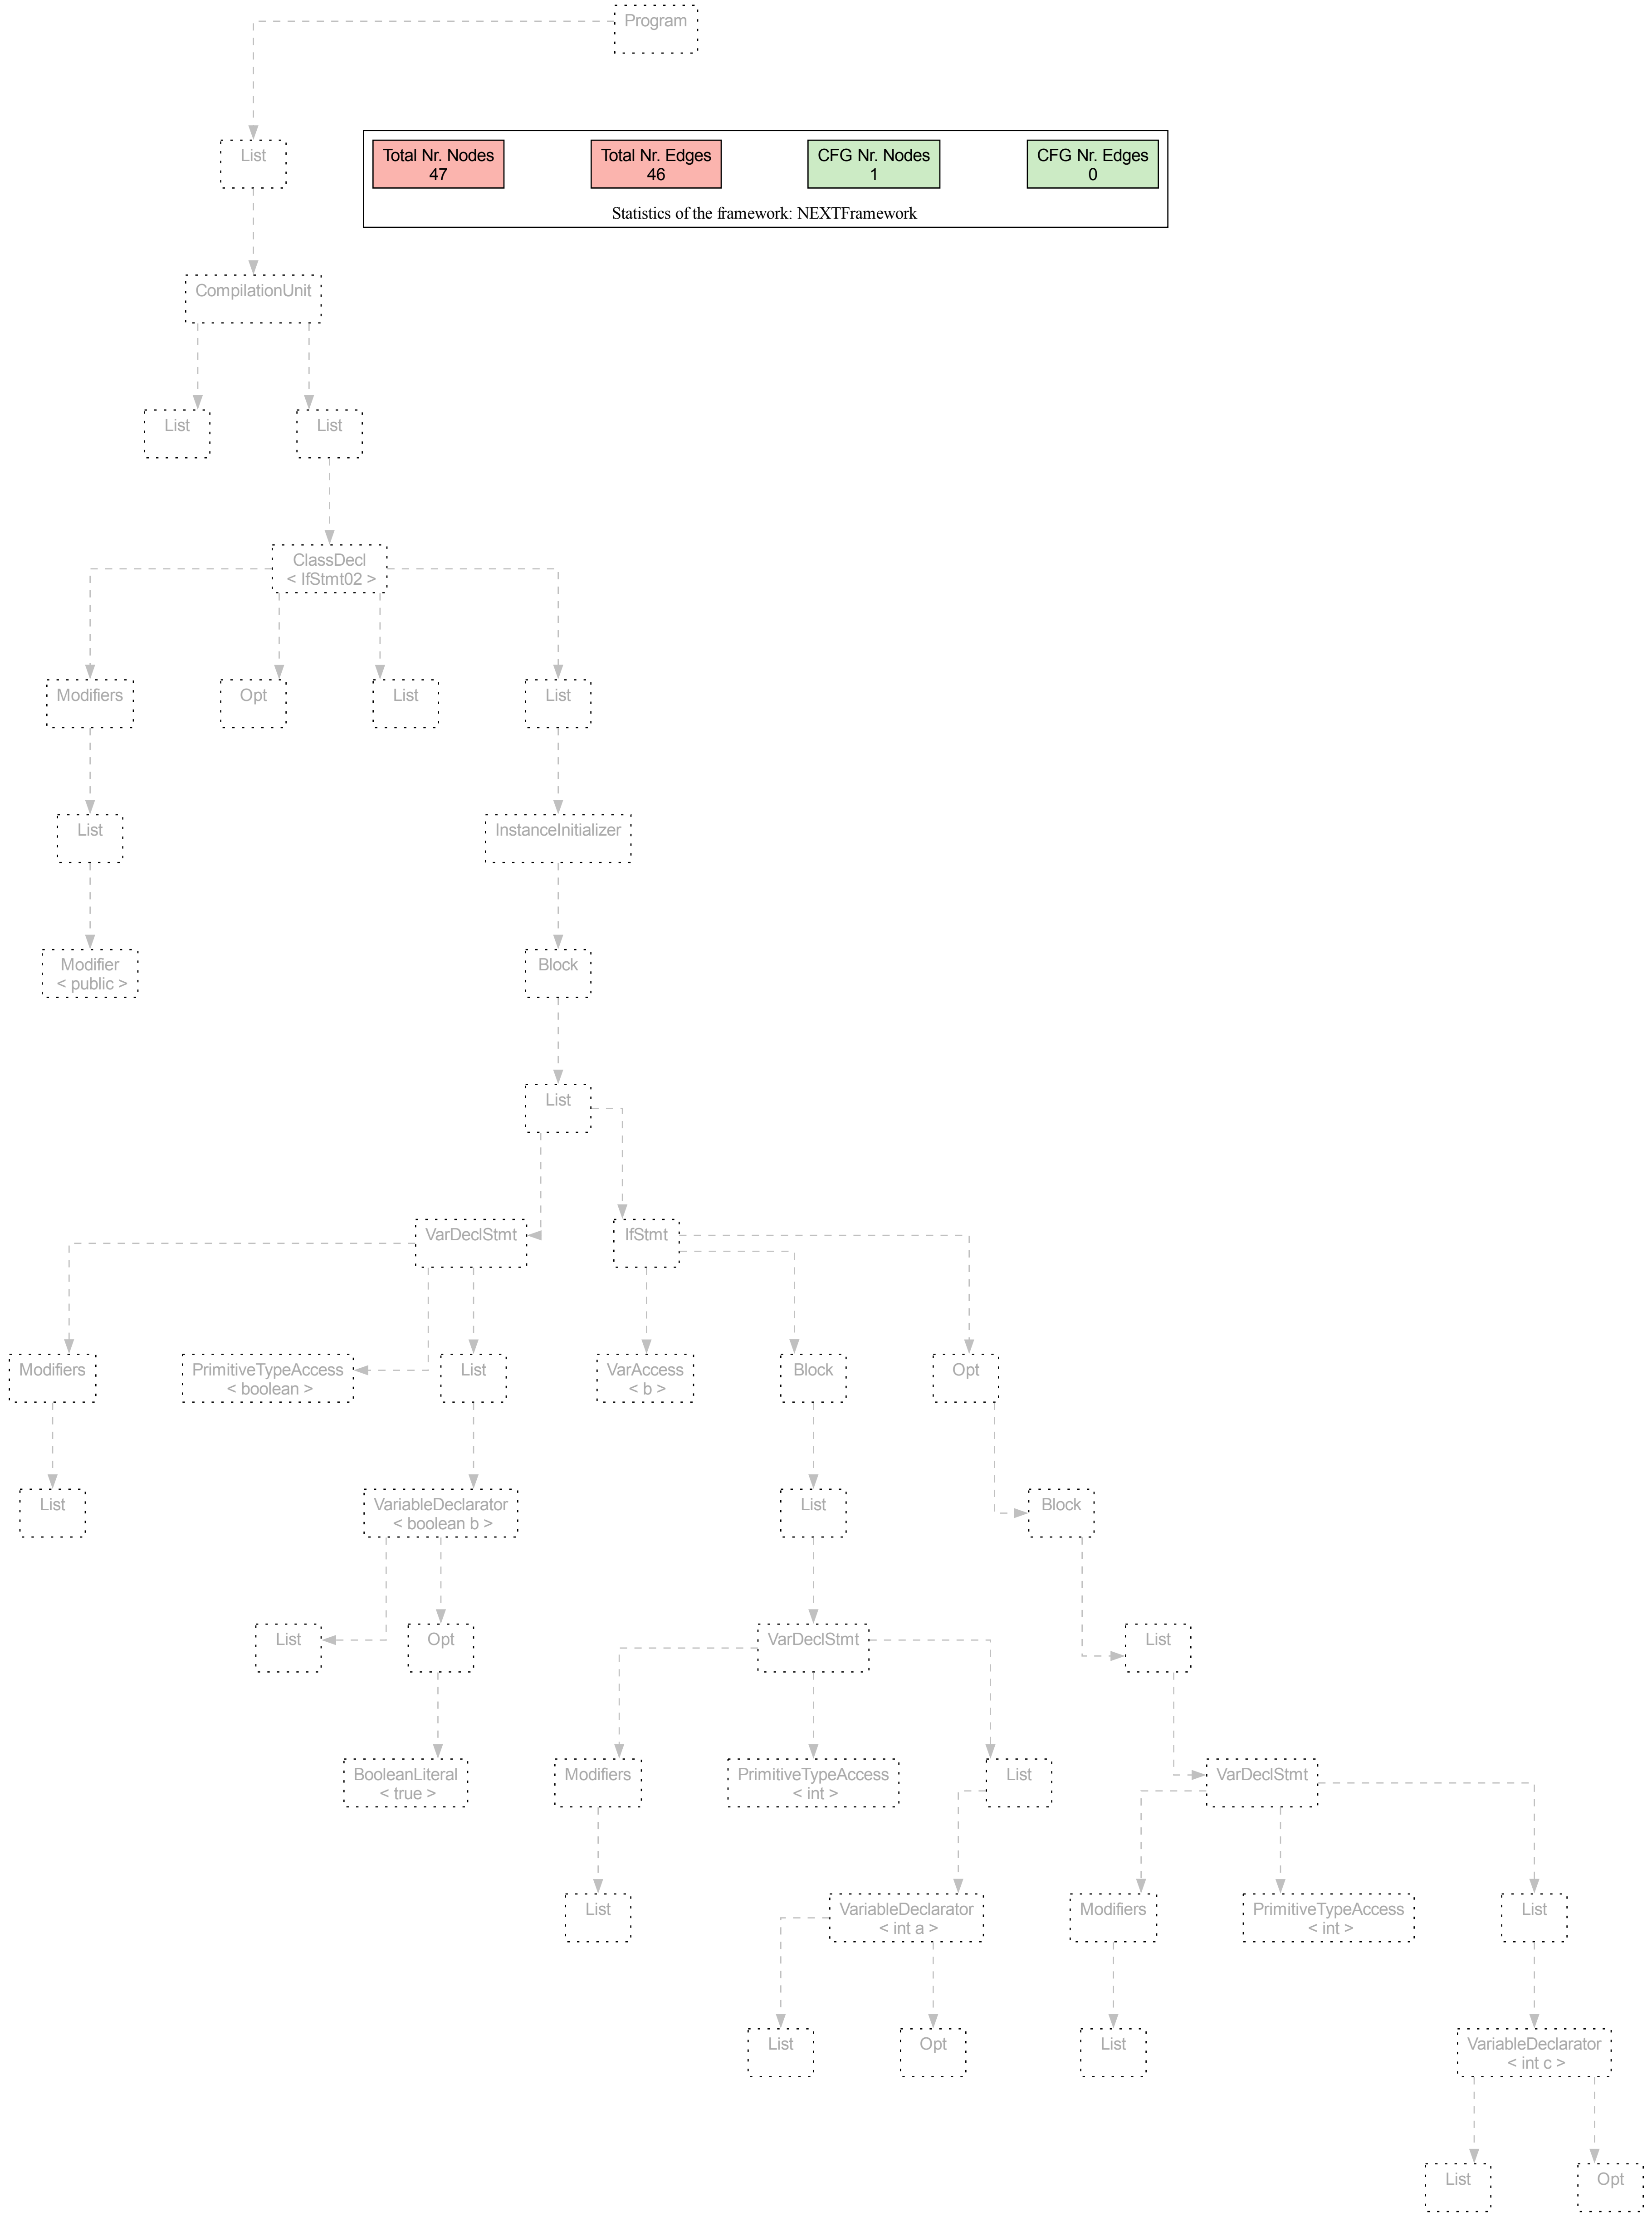 Program
List
Total Nr. Nodes
47
Total Nr. Edges
46
CFG Nr. Nodes
1
CFG Nr. Edges
0
Statistics of the framework: NEXTFramework
CompilationUnit
List
List
ClassDecl
< IfStmt02 >
Modifiers
Opt
List
List
List
InstanceInitializer
Modifier
< public >
Block
List
VarDeclStmt
IfStmt
Modifiers
PrimitiveTypeAccess
< boolean >
List
VarAccess
< b >
Block
Opt
List
VariableDeclarator
< boolean b >
List
Block
List
Opt
VarDeclStmt
List
BooleanLiteral
< true >
Modifiers
PrimitiveTypeAccess
< int >
List
VarDeclStmt
List
VariableDeclarator
< int a >
Modifiers
PrimitiveTypeAccess
< int >
List
List
Opt
List
VariableDeclarator
< int c >
List
Opt